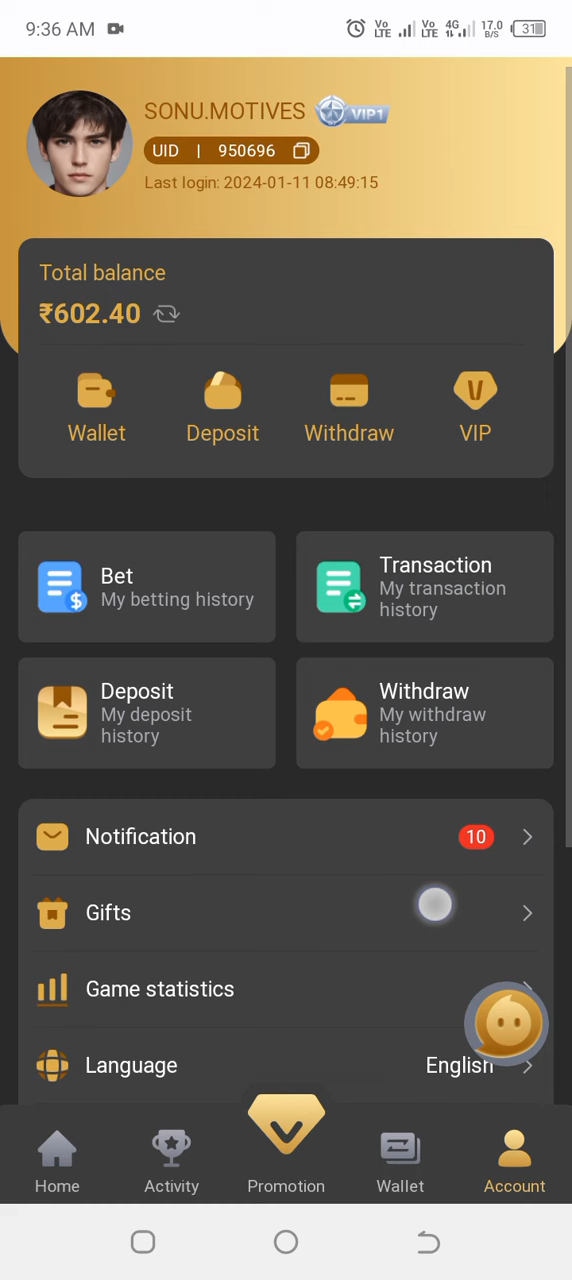 9:36 AM
Vo LTE Vo LTE 4G 17.0 B/S 31
SONU.MOTIVES VIP1
UID | 950696
Last login: 2024-01-11 08:49:15
Total balance
₹602.40
Wallet Deposit Withdraw VIP
Bet
My betting history
Transaction
My transaction
history
Deposit
My deposit
history
Withdraw
My withdraw
history
Notification 10
Gifts
Game statistics
Language English
Home Activity Promotion Wallet Account